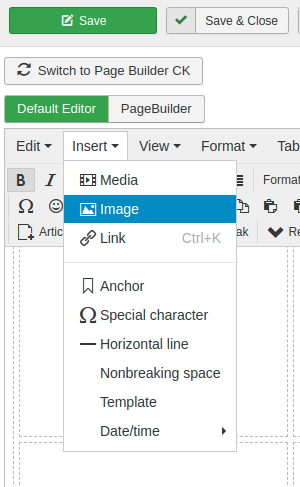 Save
Save & Close
Switch to Page Builder CK
Default Editor
PageBuilder
Edit
Insert
View
Format
Tab
B
I
Format
Media
Image
Link Ctrl+K
Artic
ak
Re
Anchor
Special character
Horizontal line
Nonbreaking space
Template
Date/time